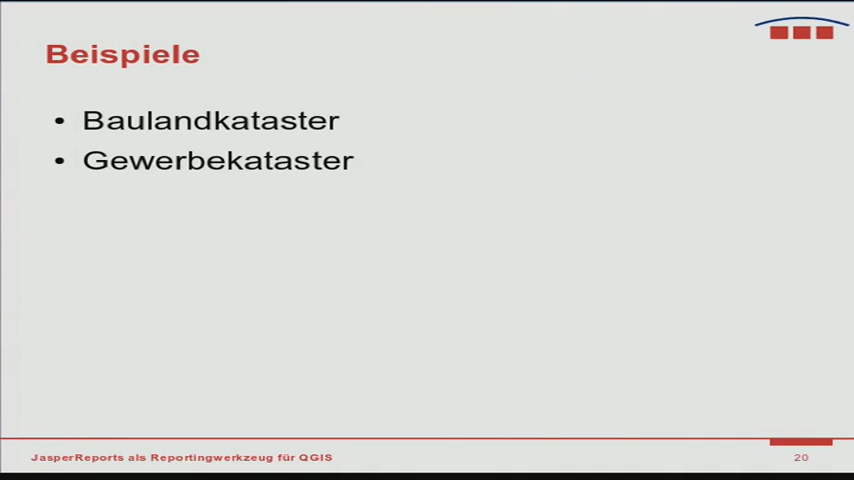 Beispiele
• Baulandkataster
• Gewerbekataster
JasperReports als Reportingwerkzeug für QGIS
20